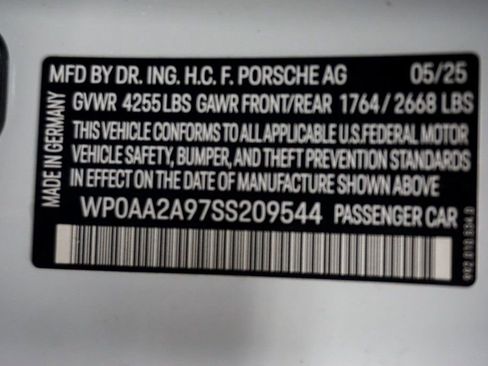 MFD BY DR. ING. H.C. F. PORSCHE AG 05/25
GVWR 4255 LBS GAWR FRONT/REAR 1764 / 2668 LBS
THIS VEHICLE CONFORMS TO ALL APPLICABLE U.S. FEDERAL MOTOR
VEHICLE SAFETY, BUMPER, AND THEFT PREVENTION STANDARDS
IN EFFECT ON THE DATE OF MANUFACTURE SHOWN ABOVE
WP0AA2A97SS209544 PASSENGER CAR
MADE IN GERMANY